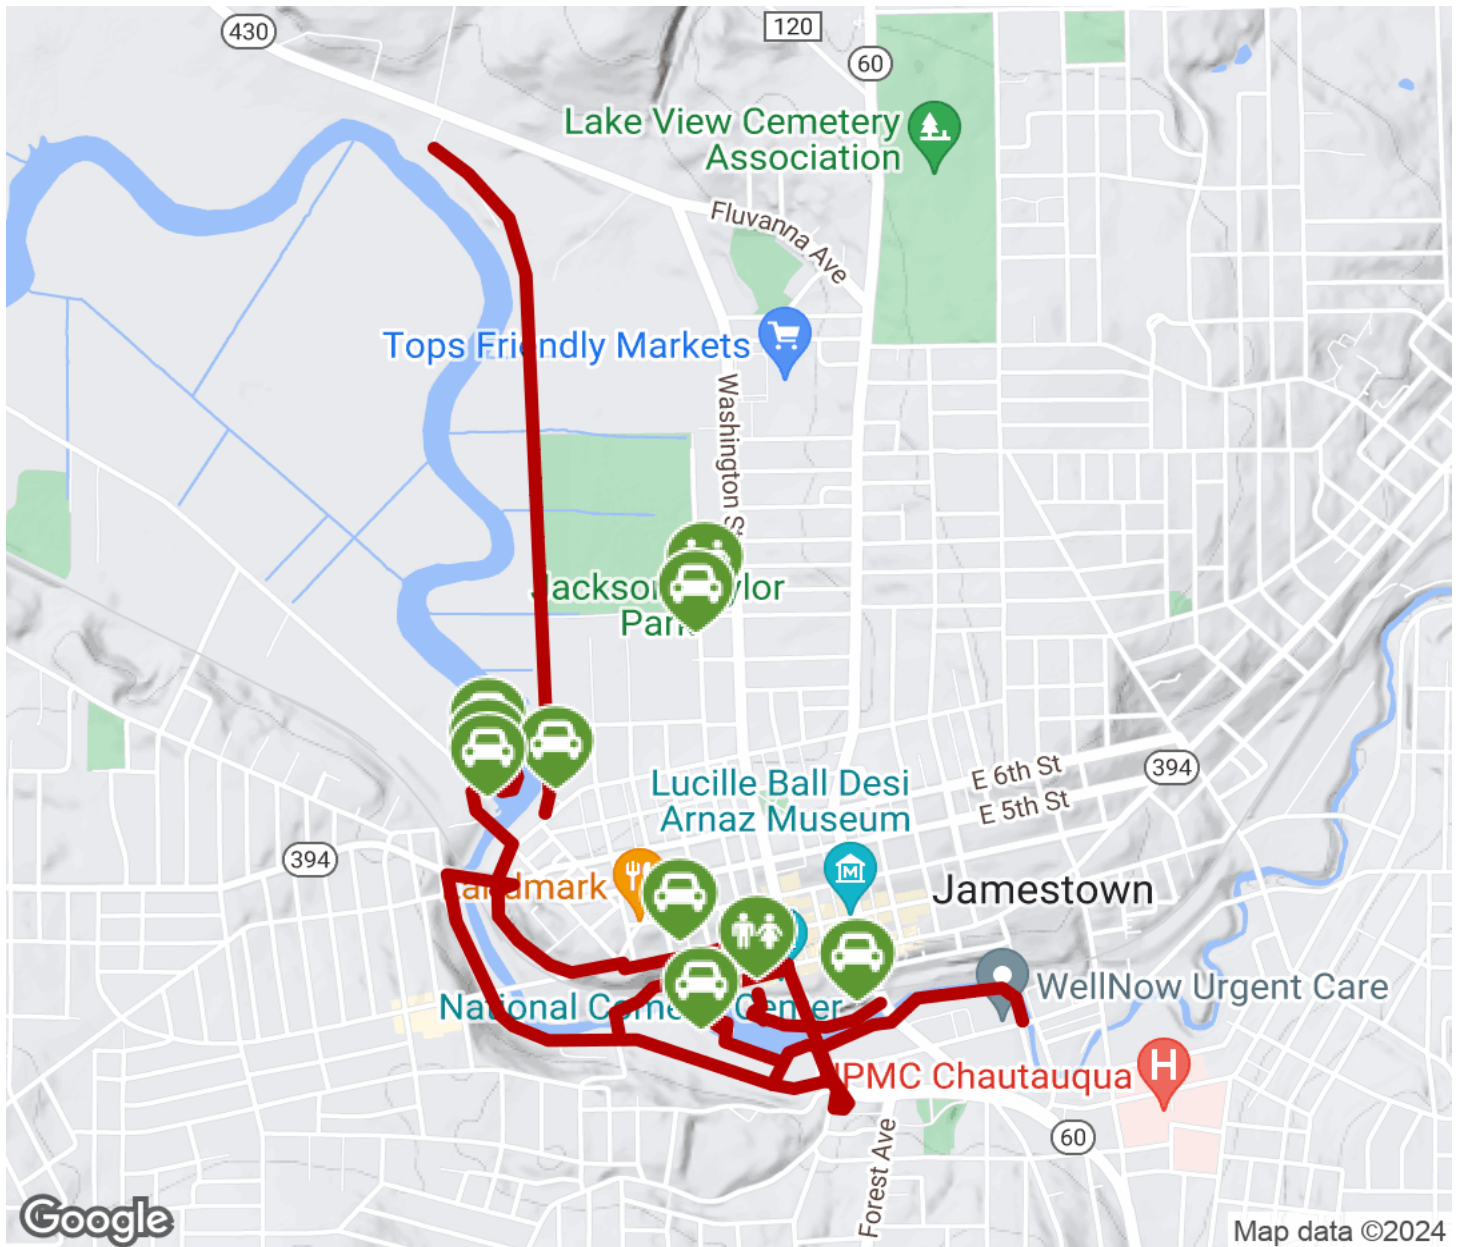 430
120
60
Lake View Cemetery
Association
Fluvanna Ave
Tops Friendly Markets
Washington St
Park
E 6th St
E 5th St
394
Lucille Ball Desi
Arnaz Museum
394
Jamestown
WellNow Urgent Care
National Center
Chautauqua
H
60
Forest Ave
Google
Map data ©2024